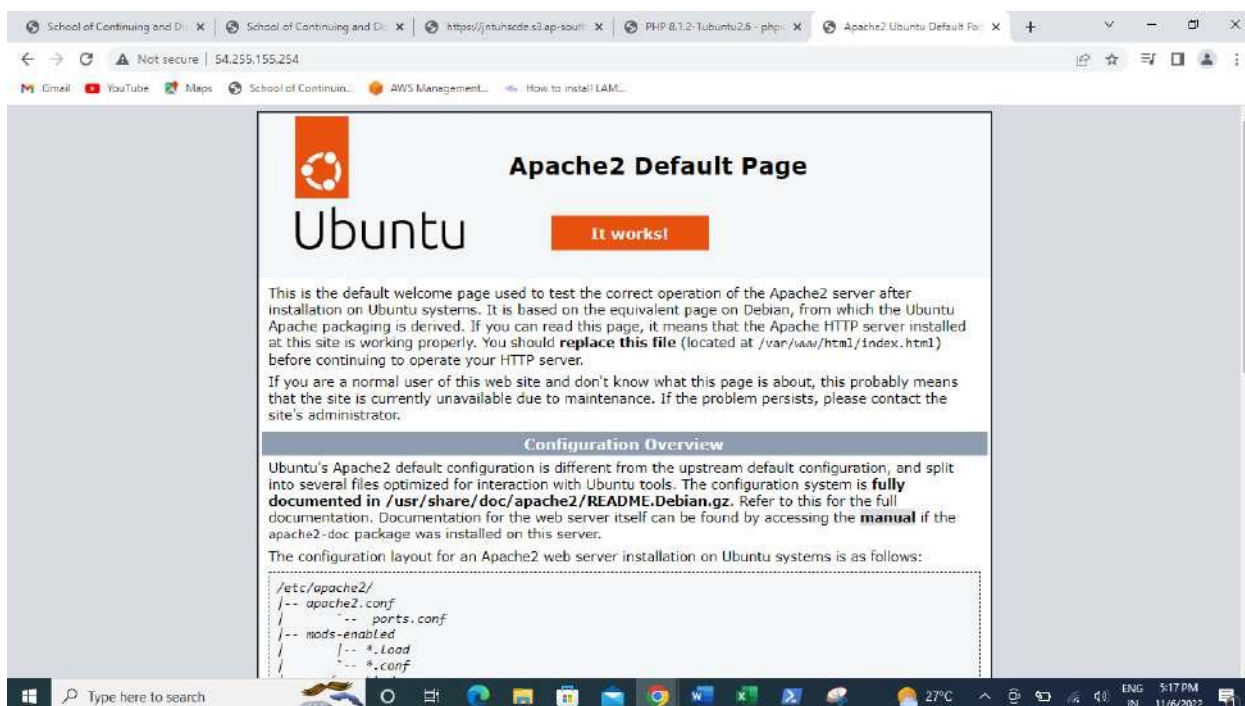 School of Continuing and Di
School of Continuing and Di
https://jntuhscde.s3.ap-south
PHP 8.1.2-1ubuntu2.6 - php
Apache2 Ubuntu Default Pa
Not secure | 54.255.155.254
Gmail
YouTube
Maps
School of Continuin...
AWS Management...
How to install LAM...
Ubuntu
Apache2 Default Page
It works!
This is the default welcome page used to test the correct operation of the Apache2 server after
installation on Ubuntu systems. It is based on the equivalent page on Debian, from which the Ubuntu
Apache packaging is derived. If you can read this page, it means that the Apache HTTP server installed
at this site is working properly. You should replace this file (located at /var/www/html/index.html)
before continuing to operate your HTTP server.
If you are a normal user of this web site and don't know what this page is about, this probably means
that the site is currently unavailable due to maintenance. If the problem persists, please contact the
site's administrator.
Configuration Overview
Ubuntu's Apache2 default configuration is different from the upstream default configuration, and split
into several files optimized for interaction with Ubuntu tools. The configuration system is fully
documented in /usr/share/doc/apache2/README.Debian.gz. Refer to this for the full
documentation. Documentation for the web server itself can be found by accessing the manual if the
apache2-doc package was installed on this server.
The configuration layout for an Apache2 web server installation on Ubuntu systems is as follows:
/etc/apache2/
|-- apache2.conf
| `-- ports.conf
|-- mods-enabled
| |-- *.load
| `-- *.conf
Type here to search
27°C
ENG
IN
5:17 PM
11/6/2022